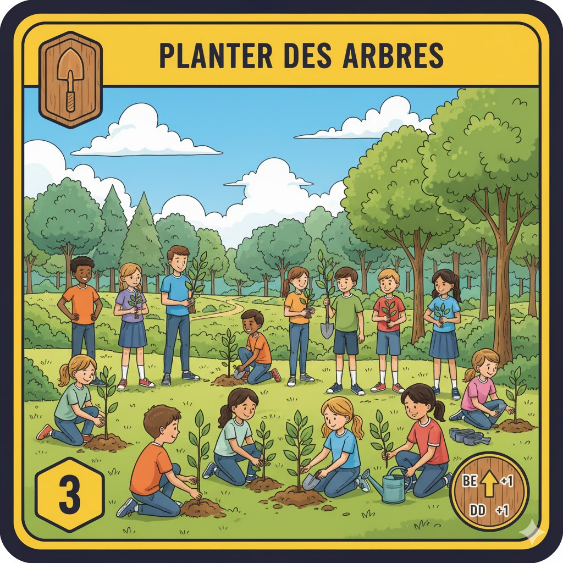 PLANTER DES ARBRES
3
BE +1
DD +1